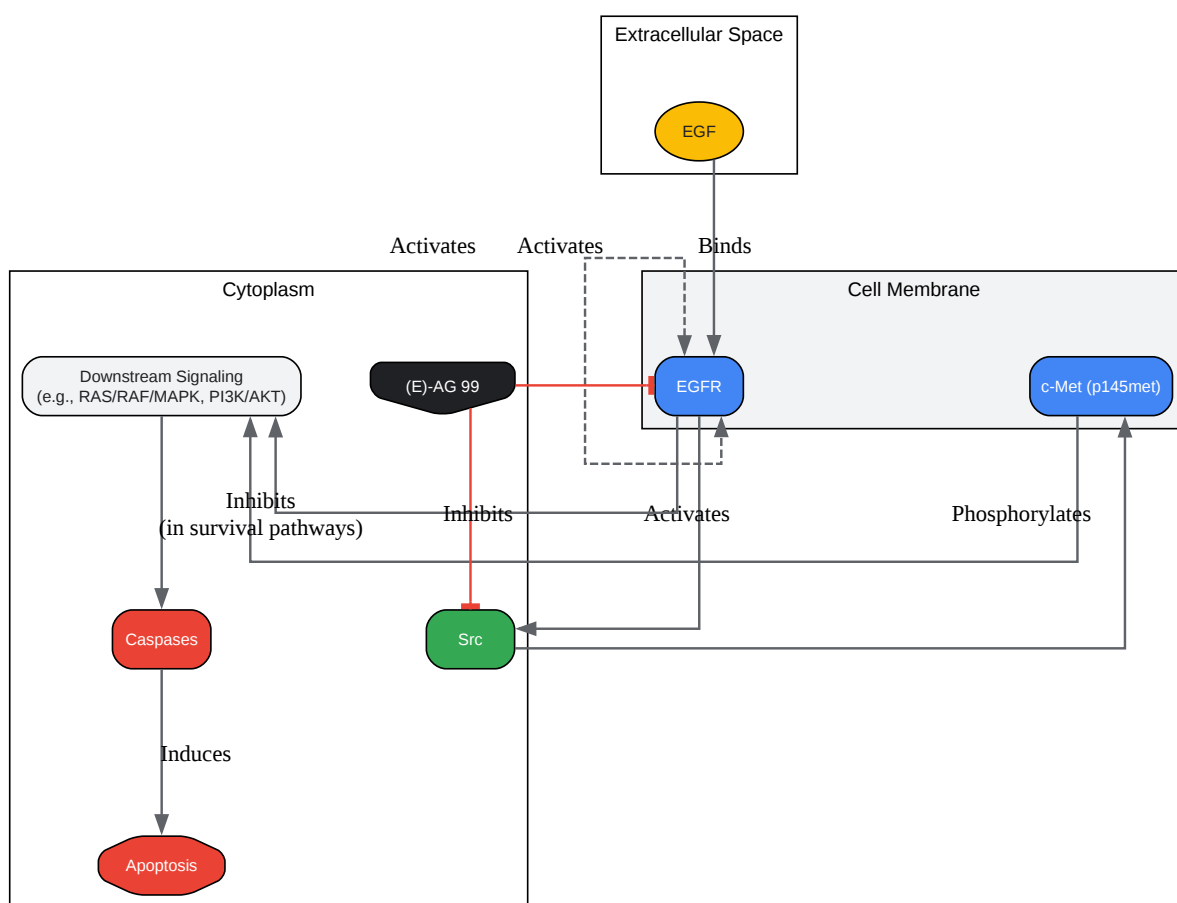 Extracellular Space
EGF
Activates
Activates
Binds
Cytoplasm
Cell Membrane
Downstream Signaling
(e.g., RAS/RAF/MAPK, PI3K/AKT)
(E)-AG 99
EGFR
c-Met (p145met)
Inhibits
(in survival pathways)
Inhibits
Activates
Phosphorylates
Caspases
Src
Induces
Apoptosis